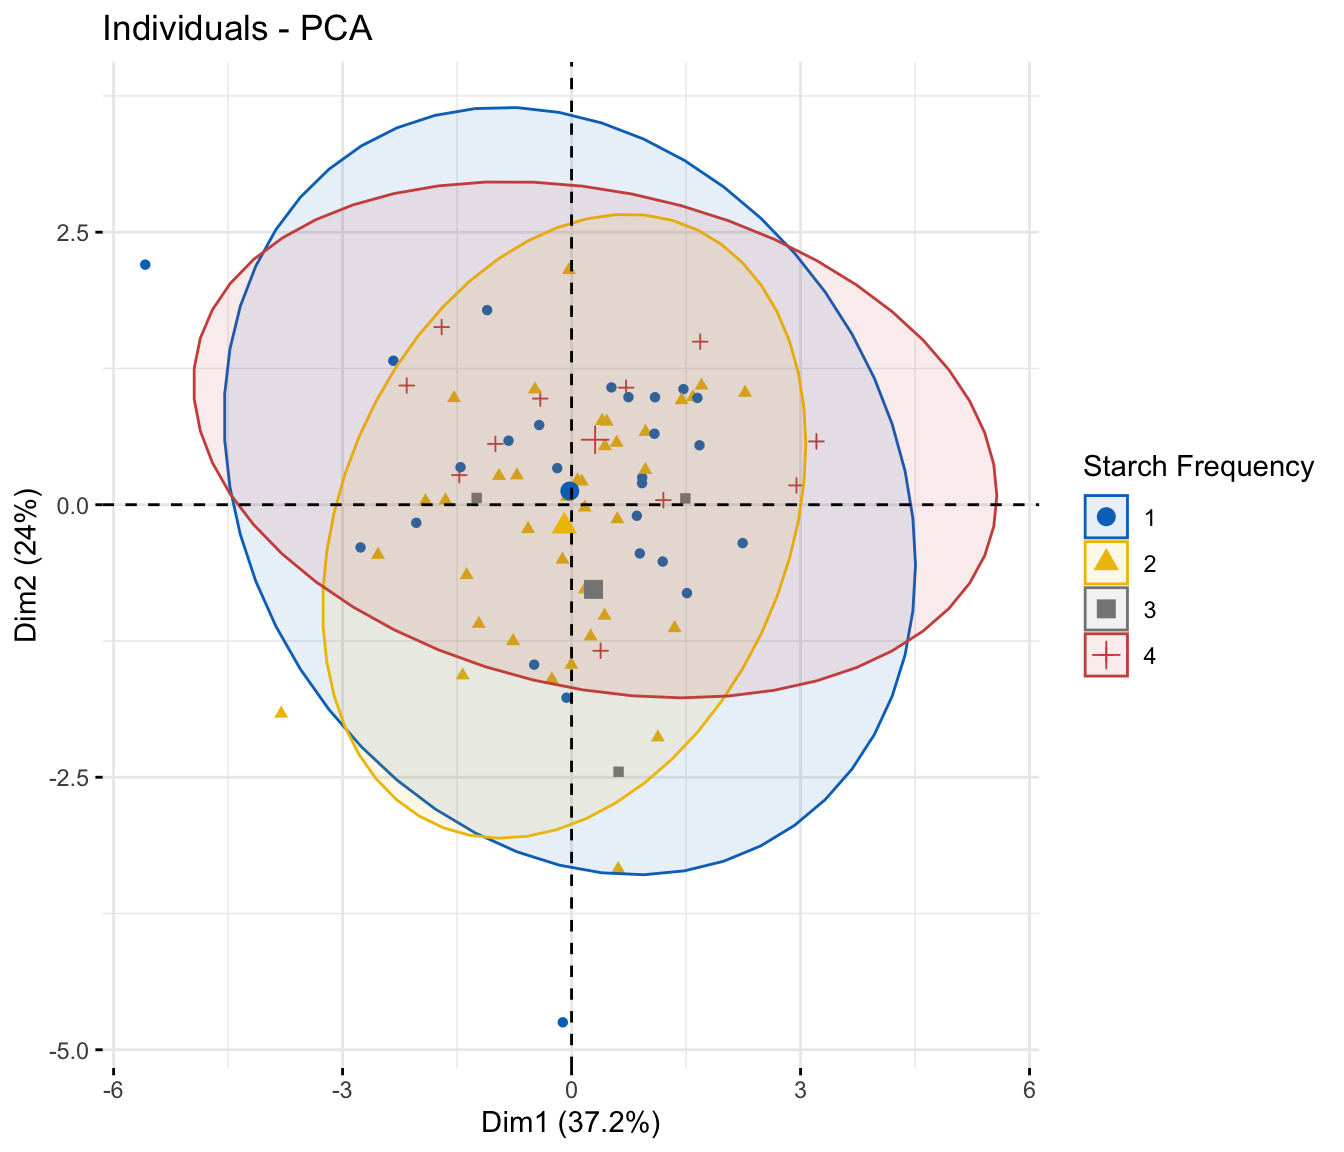 Individuals - PCA
Dim2 (24%)
2.5
0.0
-2.5
-5.0
-6 -3 0 3 6
Dim1 (37.2%)
Starch Frequency
1
2
3
4